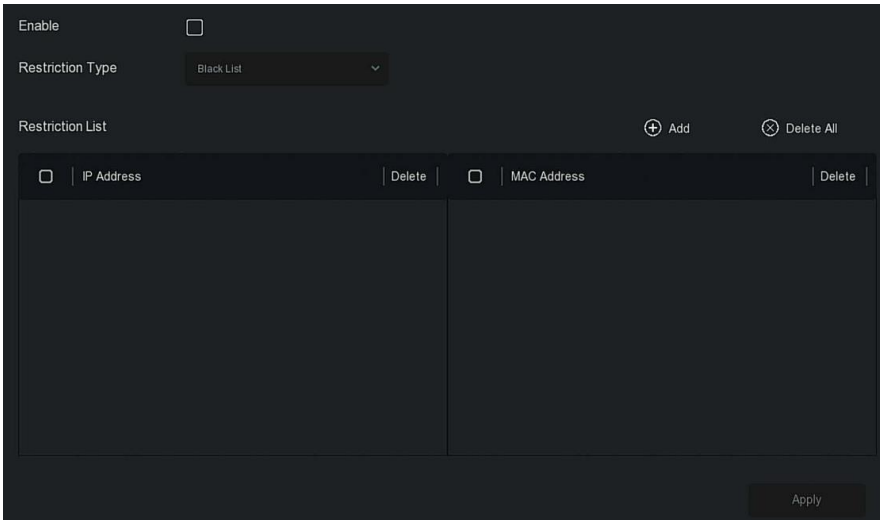 Enable
Restriction Type
Black List
Restriction List
Add
Delete All
IP Address
Delete
MAC Address
Delete
Apply